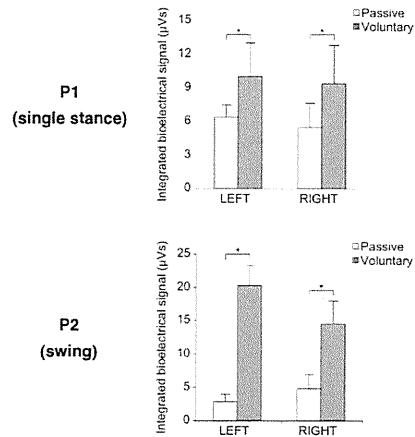 P1
(single stance)
Integrated bioelectrical signal (μVs)
15
12
9
6
3
0
*
*
LEFT
RIGHT
Passive
Voluntary
P2
(swing)
Integrated bioelectrical signal (μVs)
25
20
15
10
5
0
*
*
LEFT
RIGHT
Passive
Voluntary